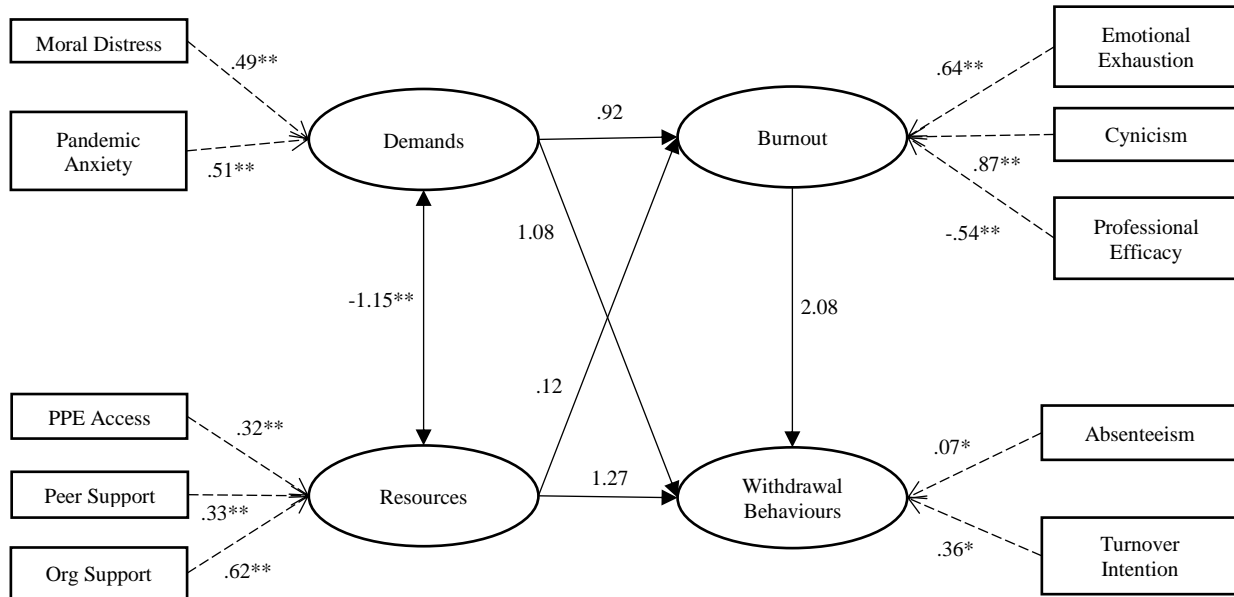 Moral Distress
.49**
Pandemic
Anxiety
.51**
Demands
.92
Burnout
Emotional
Exhaustion
.64**
Cynicism
.87**
Professional
Efficacy
-.54**
1.08
-1.15**
2.08
.12
PPE Access
.32**
Peer Support
.33**
Org Support
.62**
Resources
1.27
Withdrawal
Behaviours
Absenteeism
.07*
Turnover
Intention
.36*